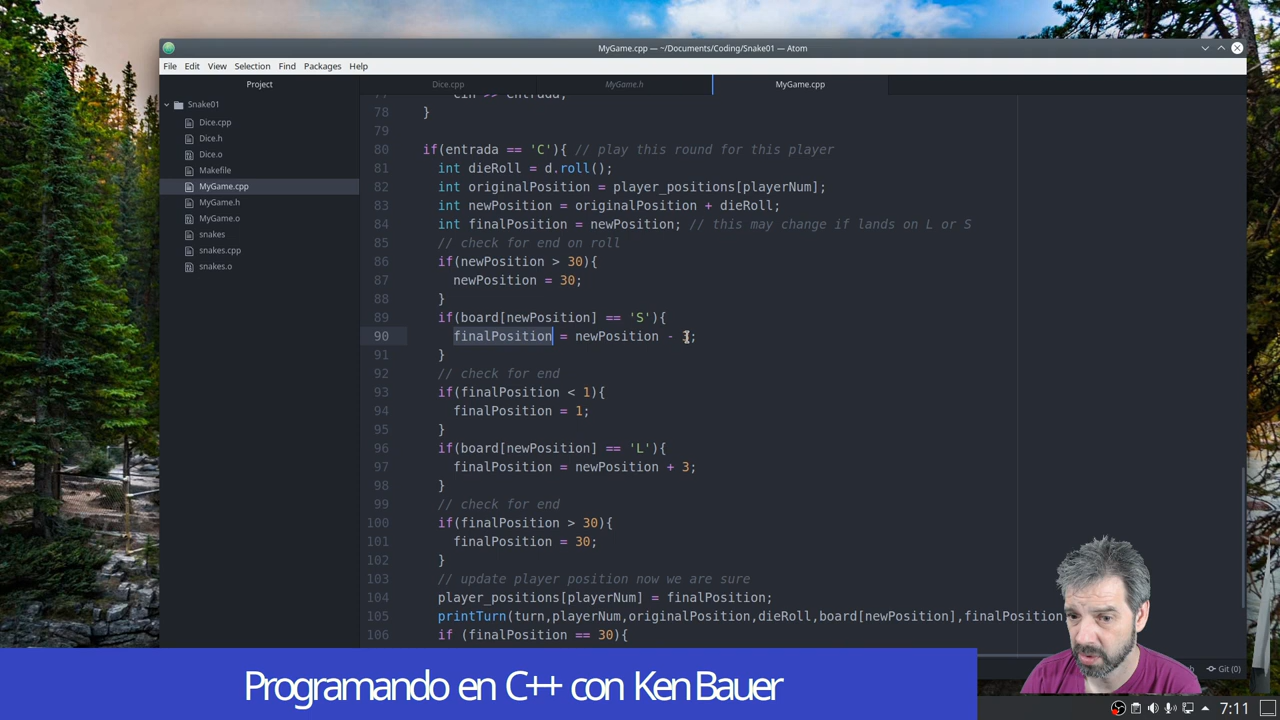 MyGame.cpp — ~/Documents/Coding/Snake01 — Atom
File Edit View Selection Find Packages Help
Project
Dice.cpp MyGame.h MyGame.cpp
Snake01
Dice.cpp
Dice.h
Dice.o
Makefile
MyGame.cpp
MyGame.h
MyGame.o
snakes
snakes.cpp
snakes.o
77 cin >> entrada;
78 }
79
80 if(entrada == 'C'){ // play this round for this player
81 int dieRoll = d.roll();
82 int originalPosition = player_positions[playerNum];
83 int newPosition = originalPosition + dieRoll;
84 int finalPosition = newPosition; // this may change if lands on L or S
85 // check for end on roll
86 if(newPosition > 30){
87 newPosition = 30;
88 }
89 if(board[newPosition] == 'S'){
90 finalPosition = newPosition - 3;
91 }
92 // check for end
93 if(finalPosition < 1){
94 finalPosition = 1;
95 }
96 if(board[newPosition] == 'L'){
97 finalPosition = newPosition + 3;
98 }
99 // check for end
100 if(finalPosition > 30){
101 finalPosition = 30;
102 }
103 // update player position now we are sure
104 player_positions[playerNum] = finalPosition;
105 printTurn(turn,playerNum,originalPosition,dieRoll,board[newPosition],finalPosition
106 if (finalPosition == 30){
Git (0)
Programando en C++ con Ken Bauer
7:11